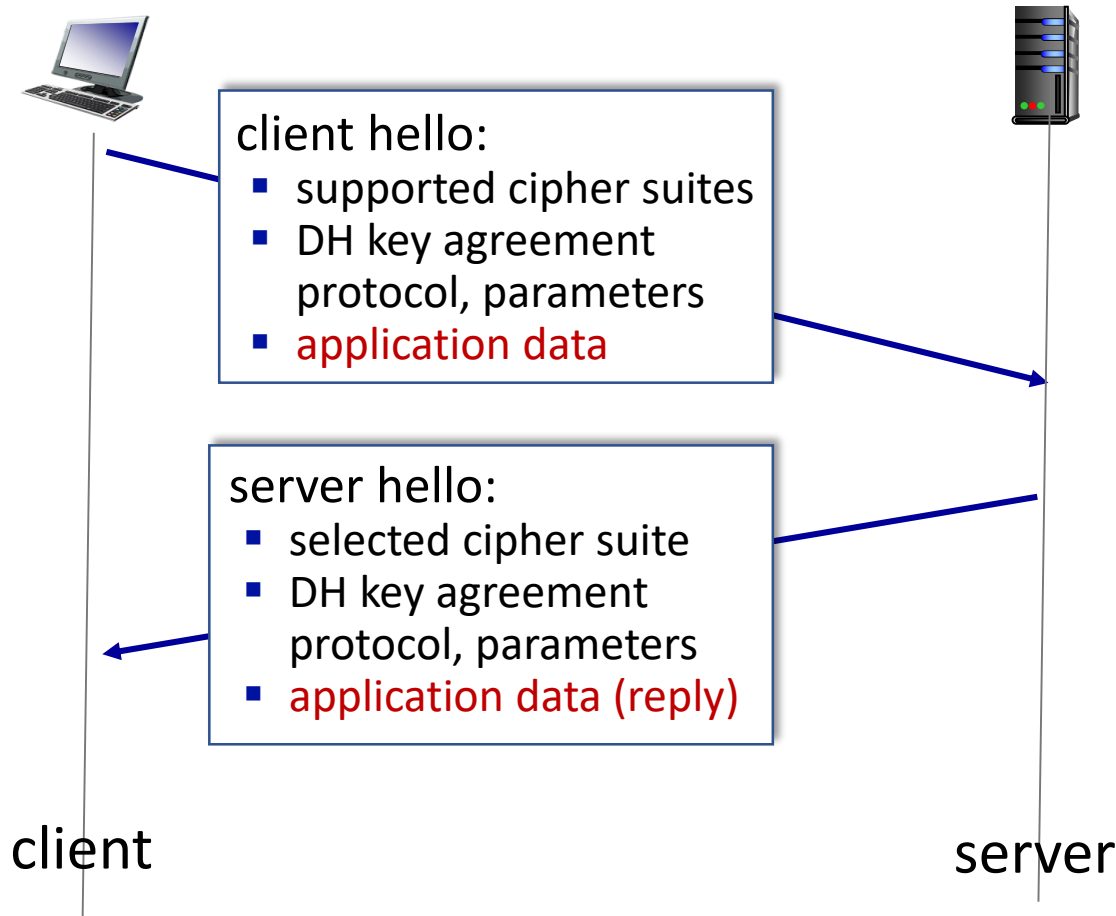 client hello:
▪ supported cipher suites
▪ DH key agreement
protocol, parameters
▪ application data
server hello:
▪ selected cipher suite
▪ DH key agreement
protocol, parameters
▪ application data (reply)
client
server